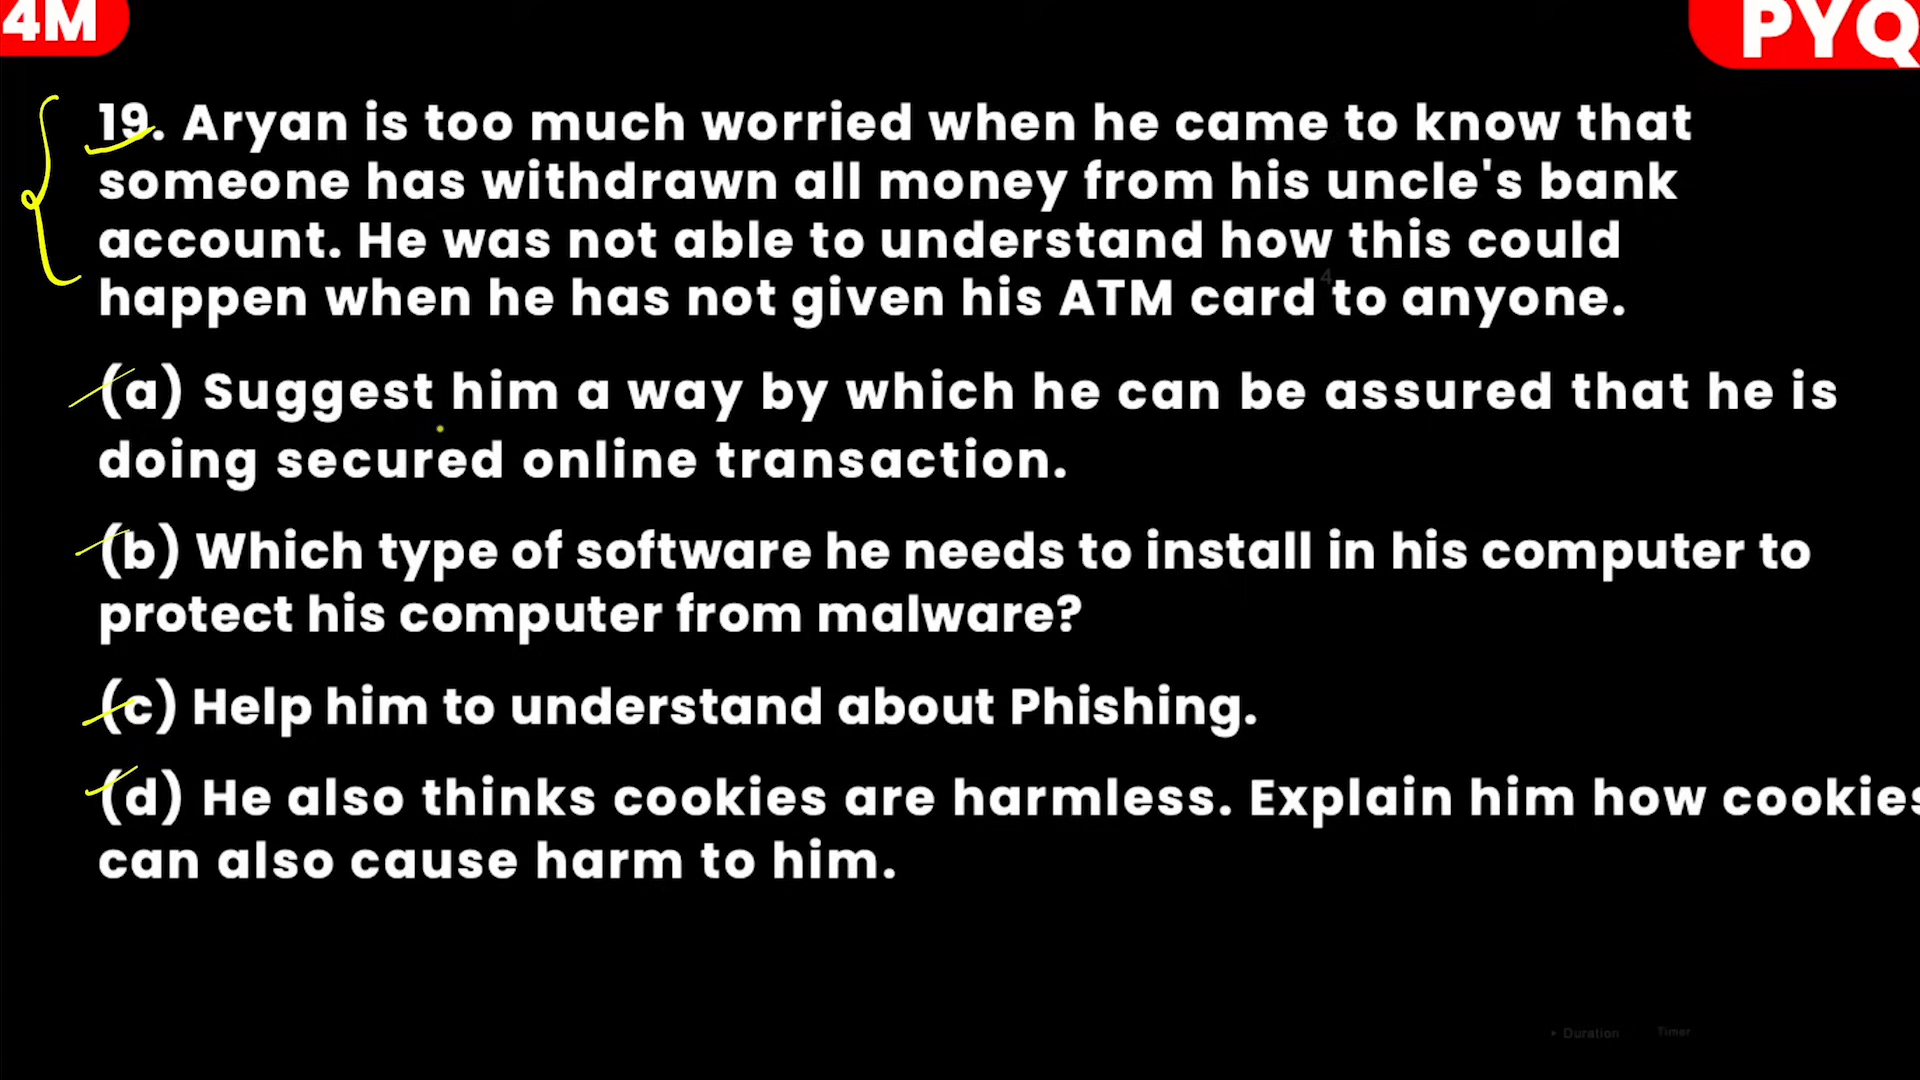 4M
PYQ
19. Aryan is too much worried when he came to know that
someone has withdrawn all money from his uncle's bank
account. He was not able to understand how this could
happen when he has not given his ATM card to anyone.
4
(a) Suggest him a way by which he can be assured that he is
doing secured online transaction.
(b) Which type of software he needs to install in his computer to
protect his computer from malware?
(c) Help him to understand about Phishing.
(d) He also thinks cookies are harmless. Explain him how cookies
can also cause harm to him.
• Duration Timer